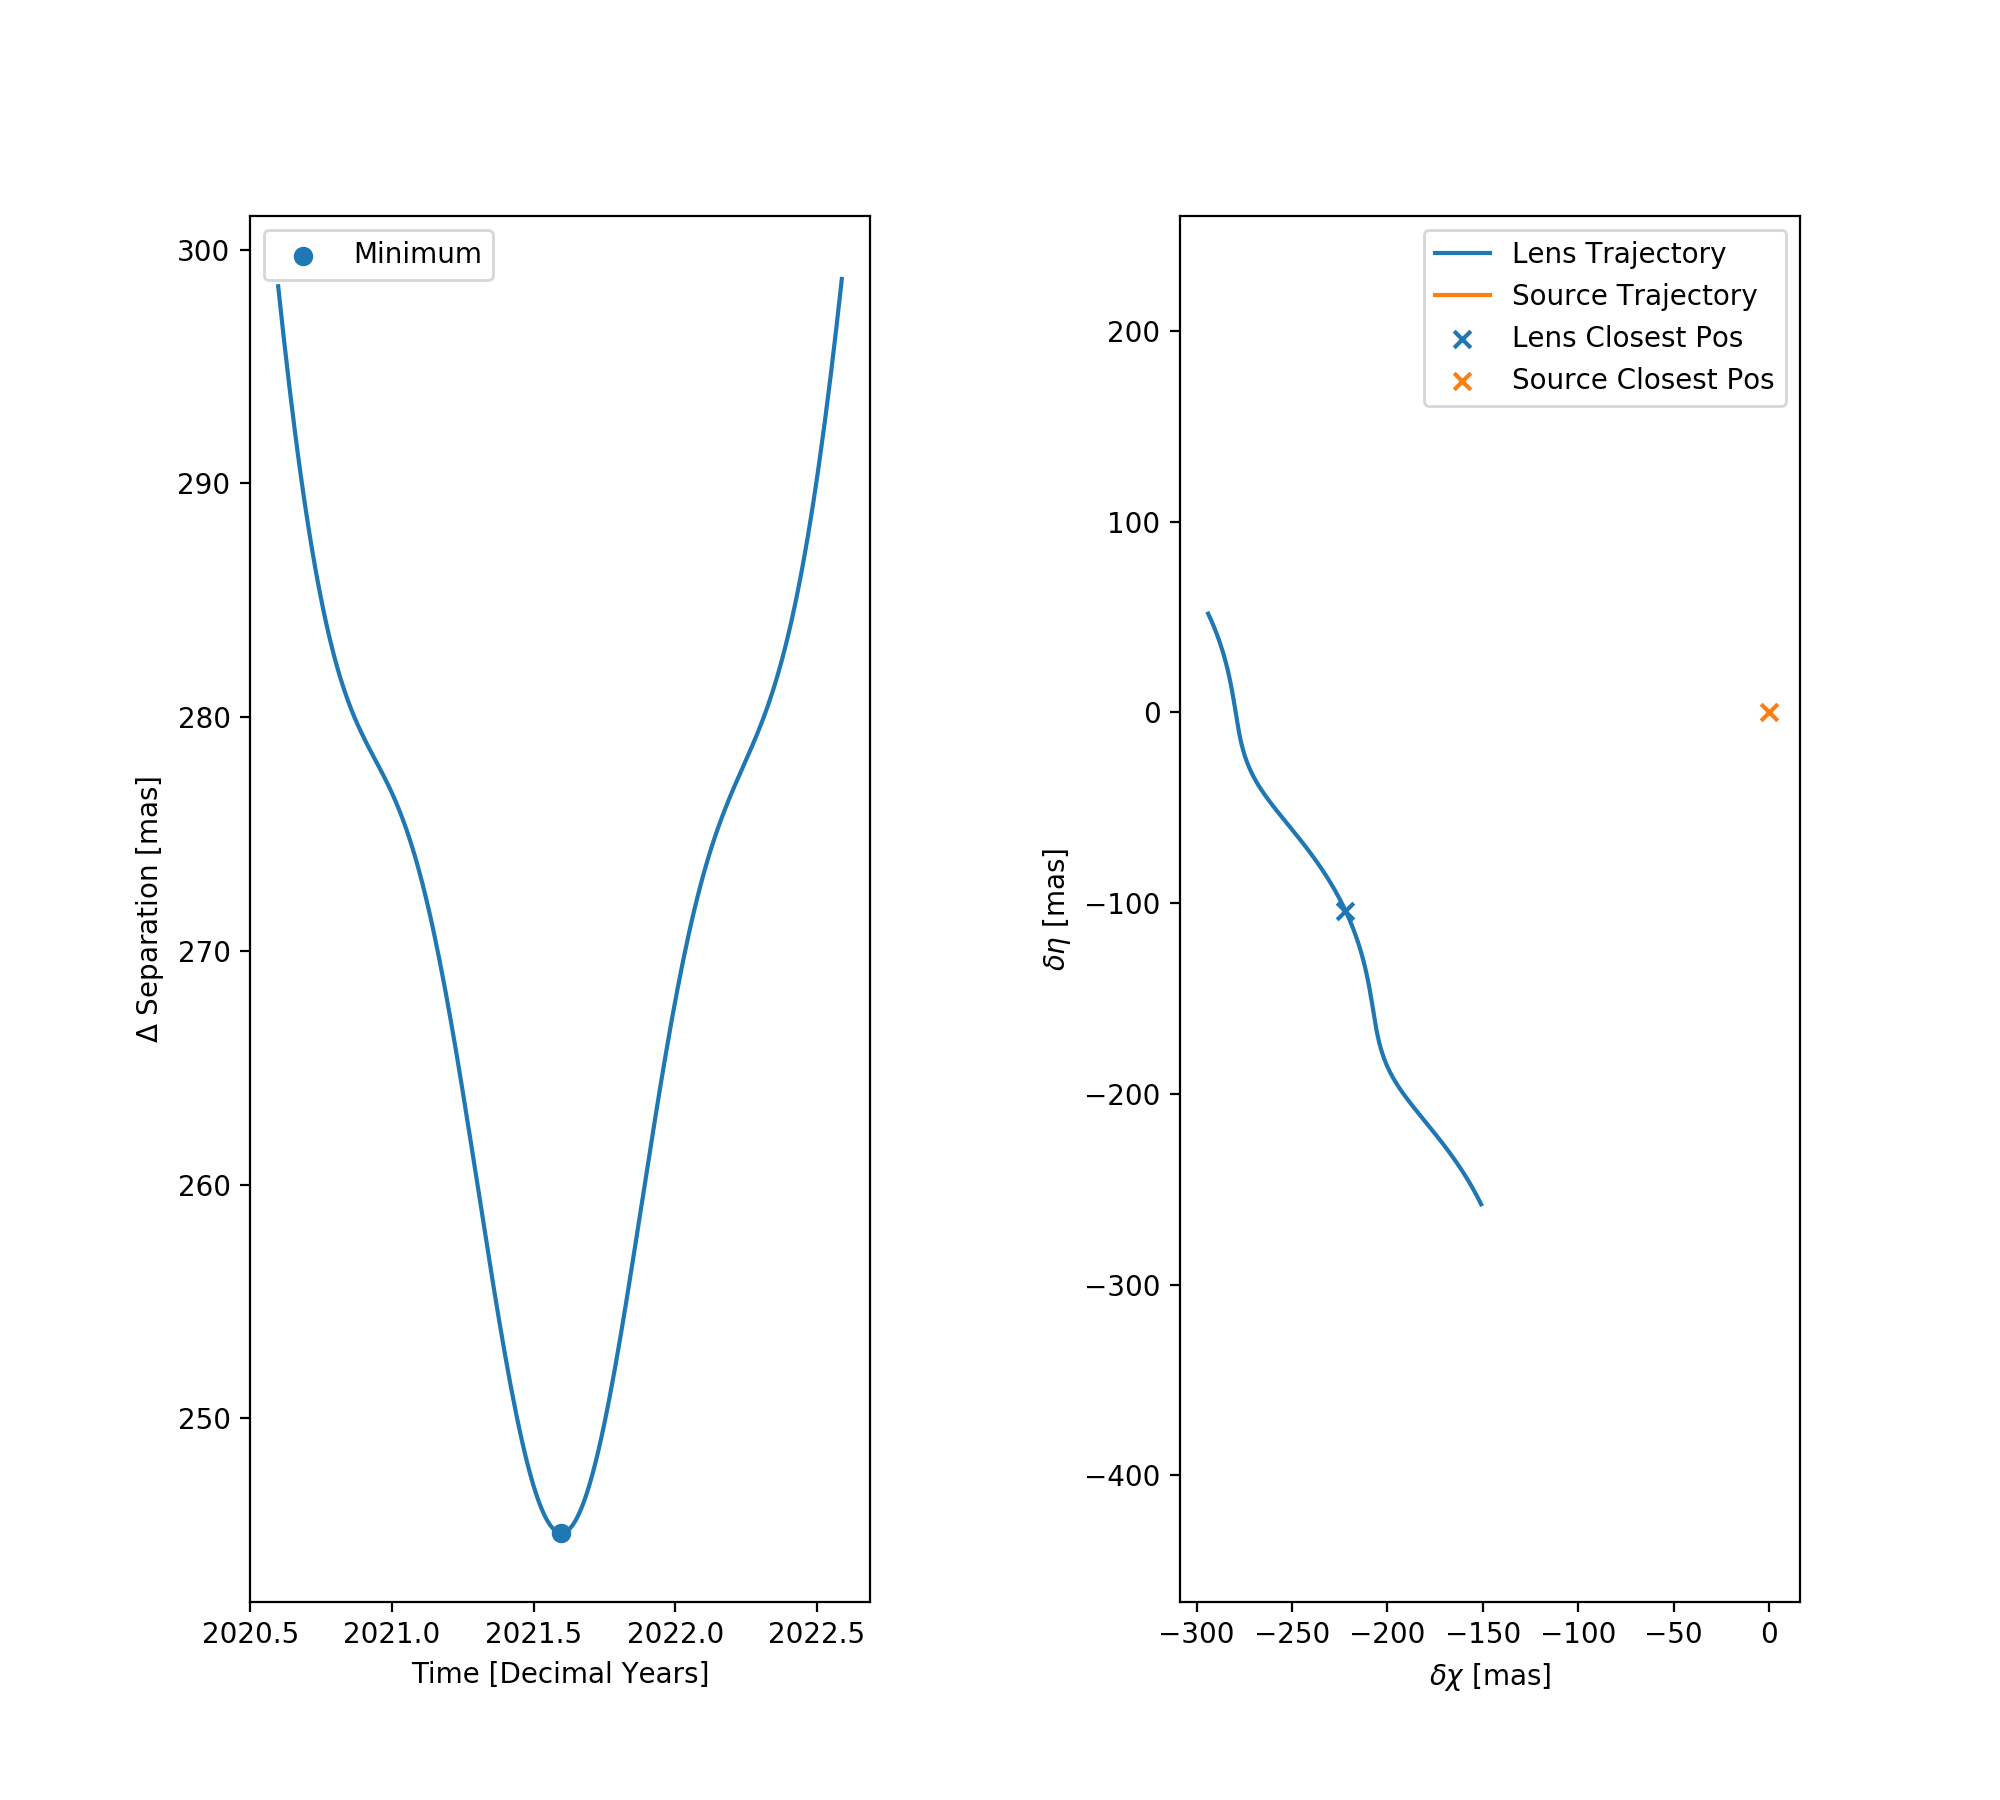 Minimum
300
290
280
270
260
250
Δ Separation [mas]
2020.5 2021.0 2021.5 2022.0 2022.5
Time [Decimal Years]
Lens Trajectory
Source Trajectory
Lens Closest Pos
Source Closest Pos
200
100
0
−100
−200
−300
−400
δη [mas]
−300 −250 −200 −150 −100 −50 0
δχ [mas]